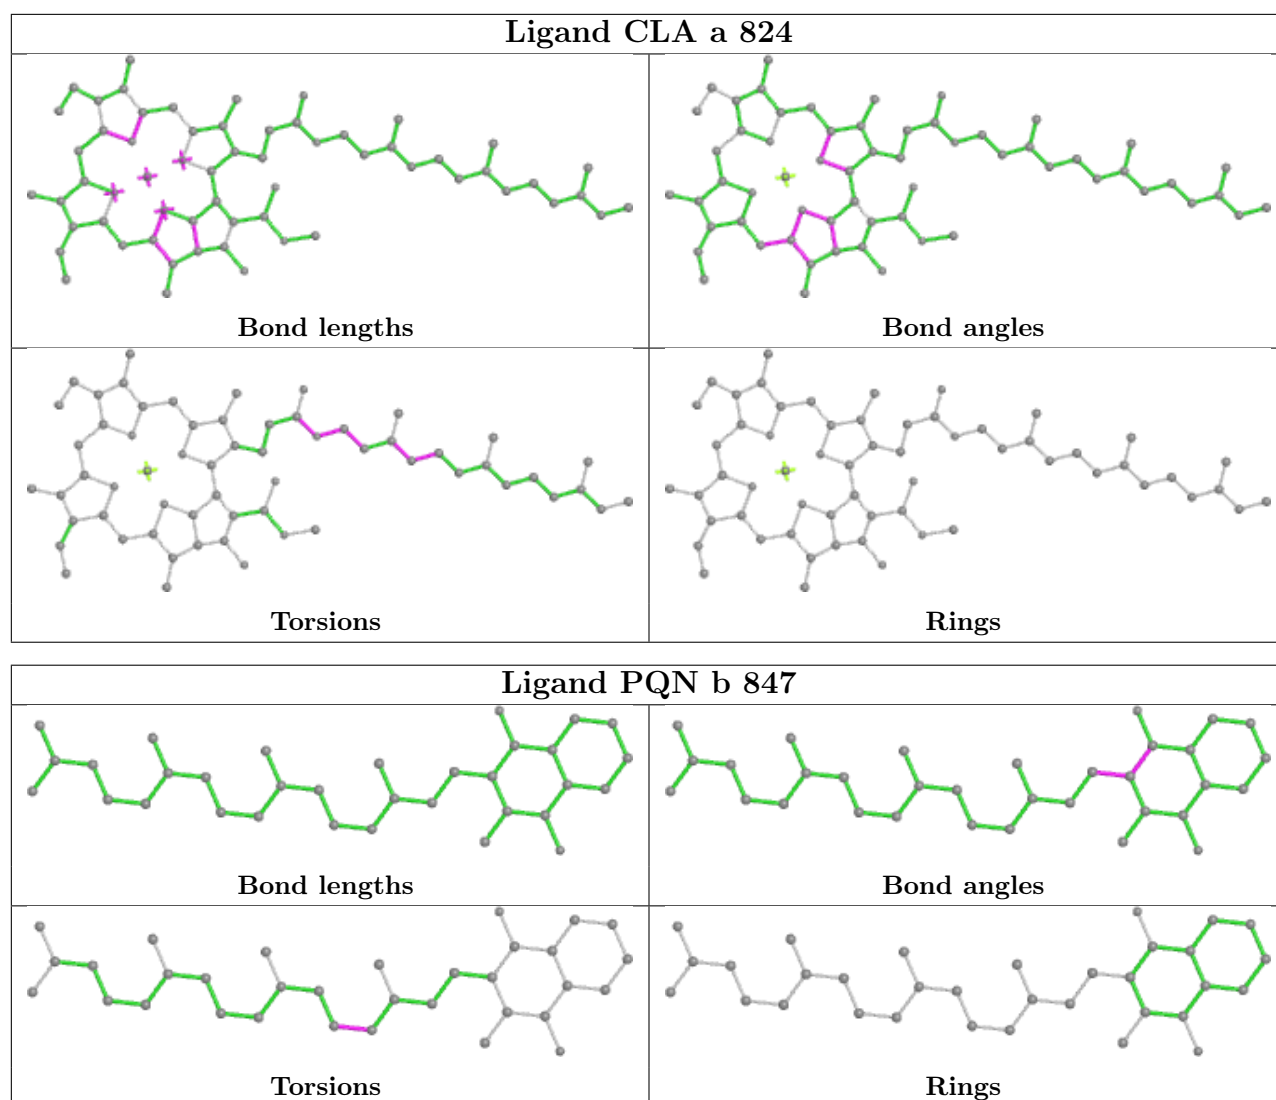 Ligand CLA a 824
Bond lengths
Bond angles
Torsions
Rings
Ligand PQN b 847
Bond lengths
Bond angles
Torsions
Rings